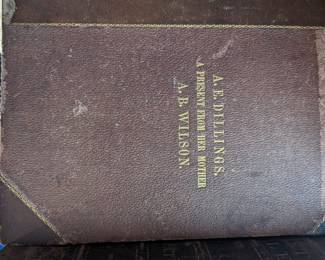 A. E. DILLINGS,
A PRESENT FROM HER MOTHER
A. B. WILSON.